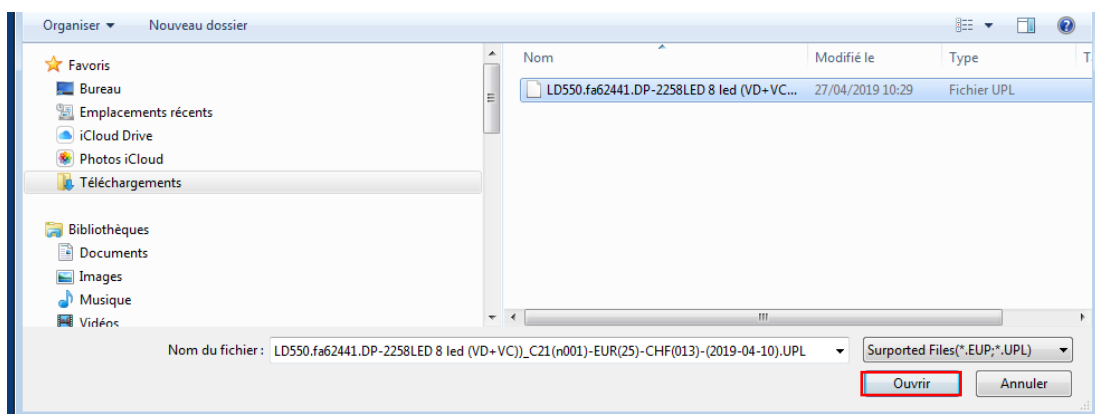 Organiser Nouveau dossier
Nom Modifié le Type T
Favoris
LD550.fa62441.DP-2258LED 8 led (VD+VC... 27/04/2019 10:29 Fichier UPL
Bureau
Emplacements récents
iCloud Drive
Photos iCloud
Téléchargements
Bibliothèques
Documents
Images
Musique
Vidéos
Nom du fichier : LD550.fa62441.DP-2258LED 8 led (VD+VC))_C21(n001)-EUR(25)-CHF(013)-(2019-04-10).UPL Surported Files(*.EUP;*.UPL)
Ouvrir Annuler